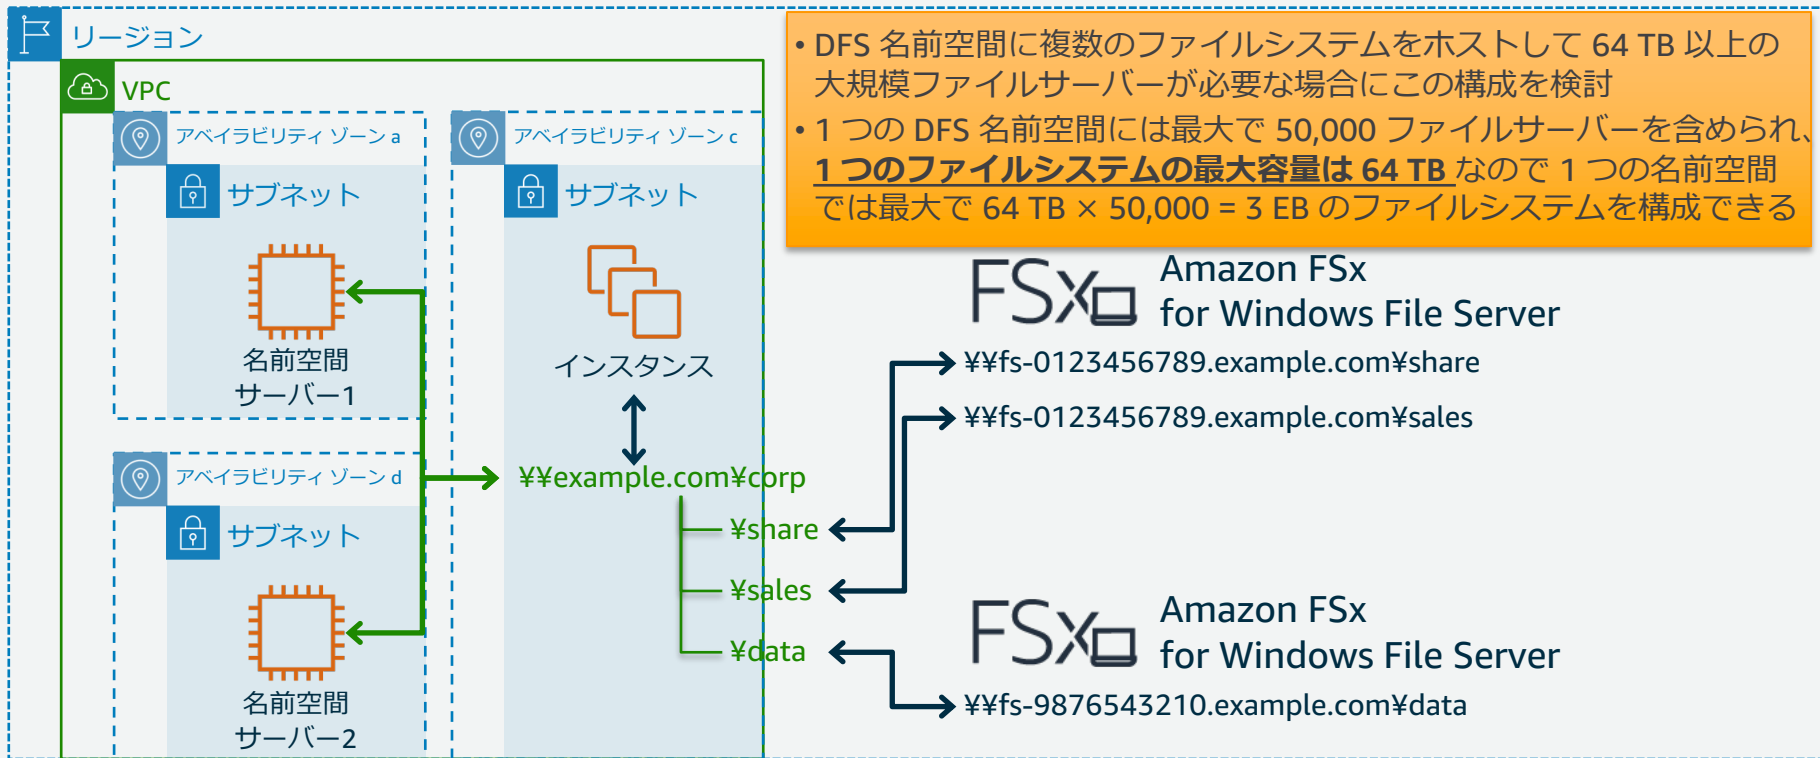 リージョン
VPC
アベイラビリティ ゾーン a
サブネット
名前空間
サーバー1
アベイラビリティ ゾーン d
サブネット
名前空間
サーバー2
アベイラビリティ ゾーン c
サブネット
インスタンス
¥¥example.com¥corp
¥share
¥sales
¥data
• DFS 名前空間に複数のファイルシステムをホストして 64 TB 以上の
大規模ファイルサーバーが必要な場合にこの構成を検討
• 1 つの DFS 名前空間には最大で 50,000 ファイルサーバーを含められ、
1 つのファイルシステムの最大容量は 64 TB なので 1 つの名前空間
では最大で 64 TB × 50,000 = 3 EB のファイルシステムを構成できる
FSx
Amazon FSx
for Windows File Server
¥¥fs-0123456789.example.com¥share
¥¥fs-0123456789.example.com¥sales
FSx
Amazon FSx
for Windows File Server
¥¥fs-9876543210.example.com¥data